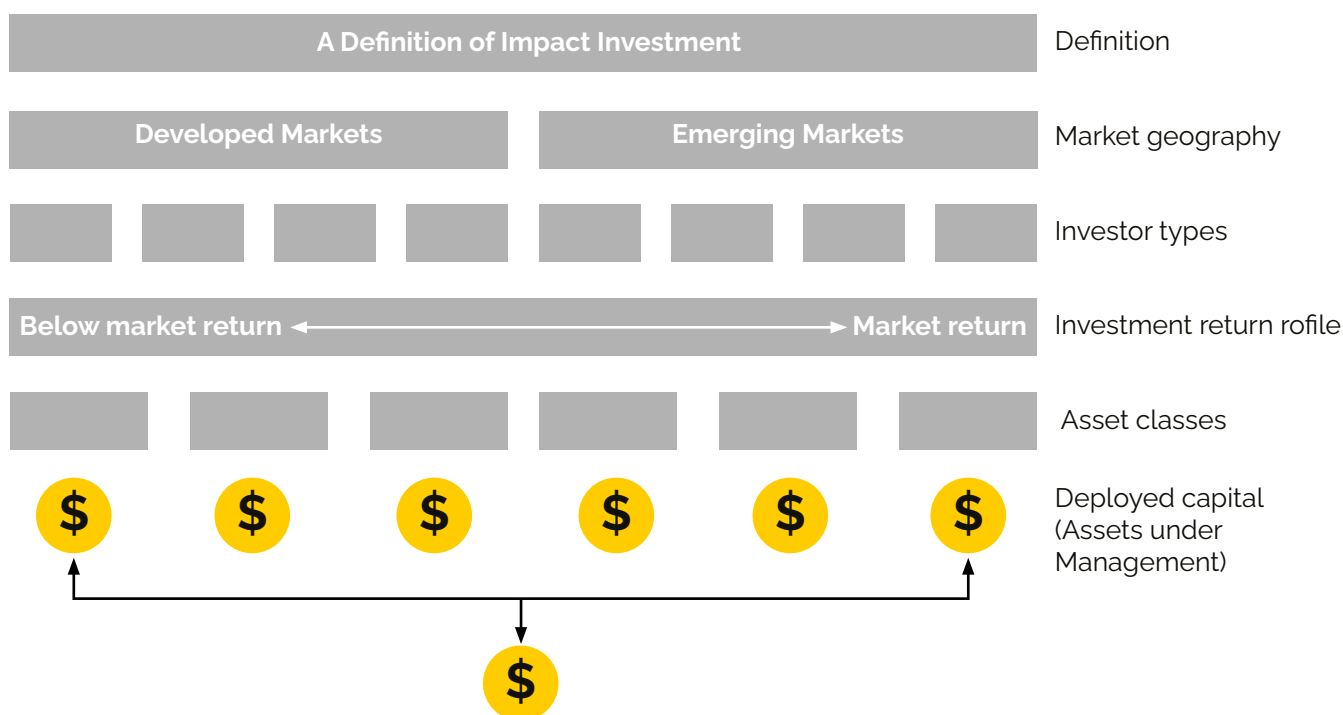 A Definition of Impact Investment
Definition
Developed Markets
Emerging Markets
Market geography
Investor types
Below market return
Market return
Investment return rofile
Asset classes
$ $ $ $ $ $
Deployed capital
(Assets under
Management)
$